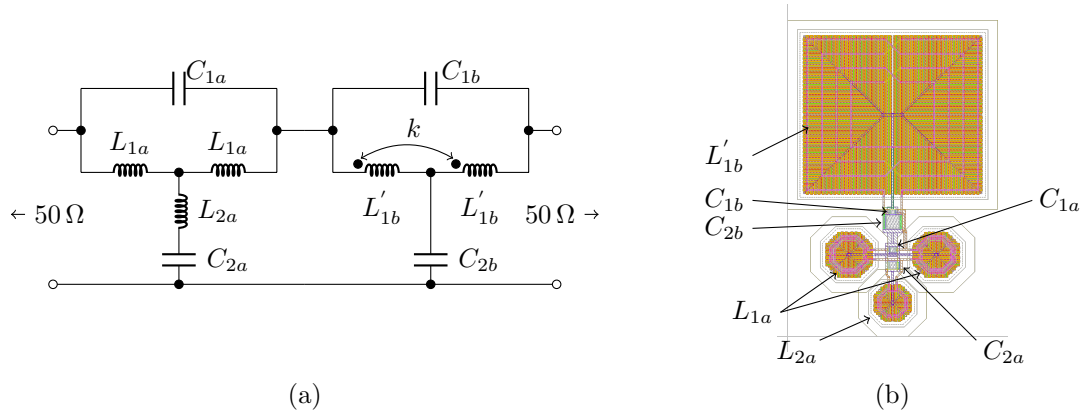 C1a
C1b
L1a
L1a
k
L2a
L'1b
L'1b
← 50 Ω
50 Ω →
C2a
C2b
(a)
L'1b
C1b
C2b
C1a
L1a
L2a
C2a
(b)